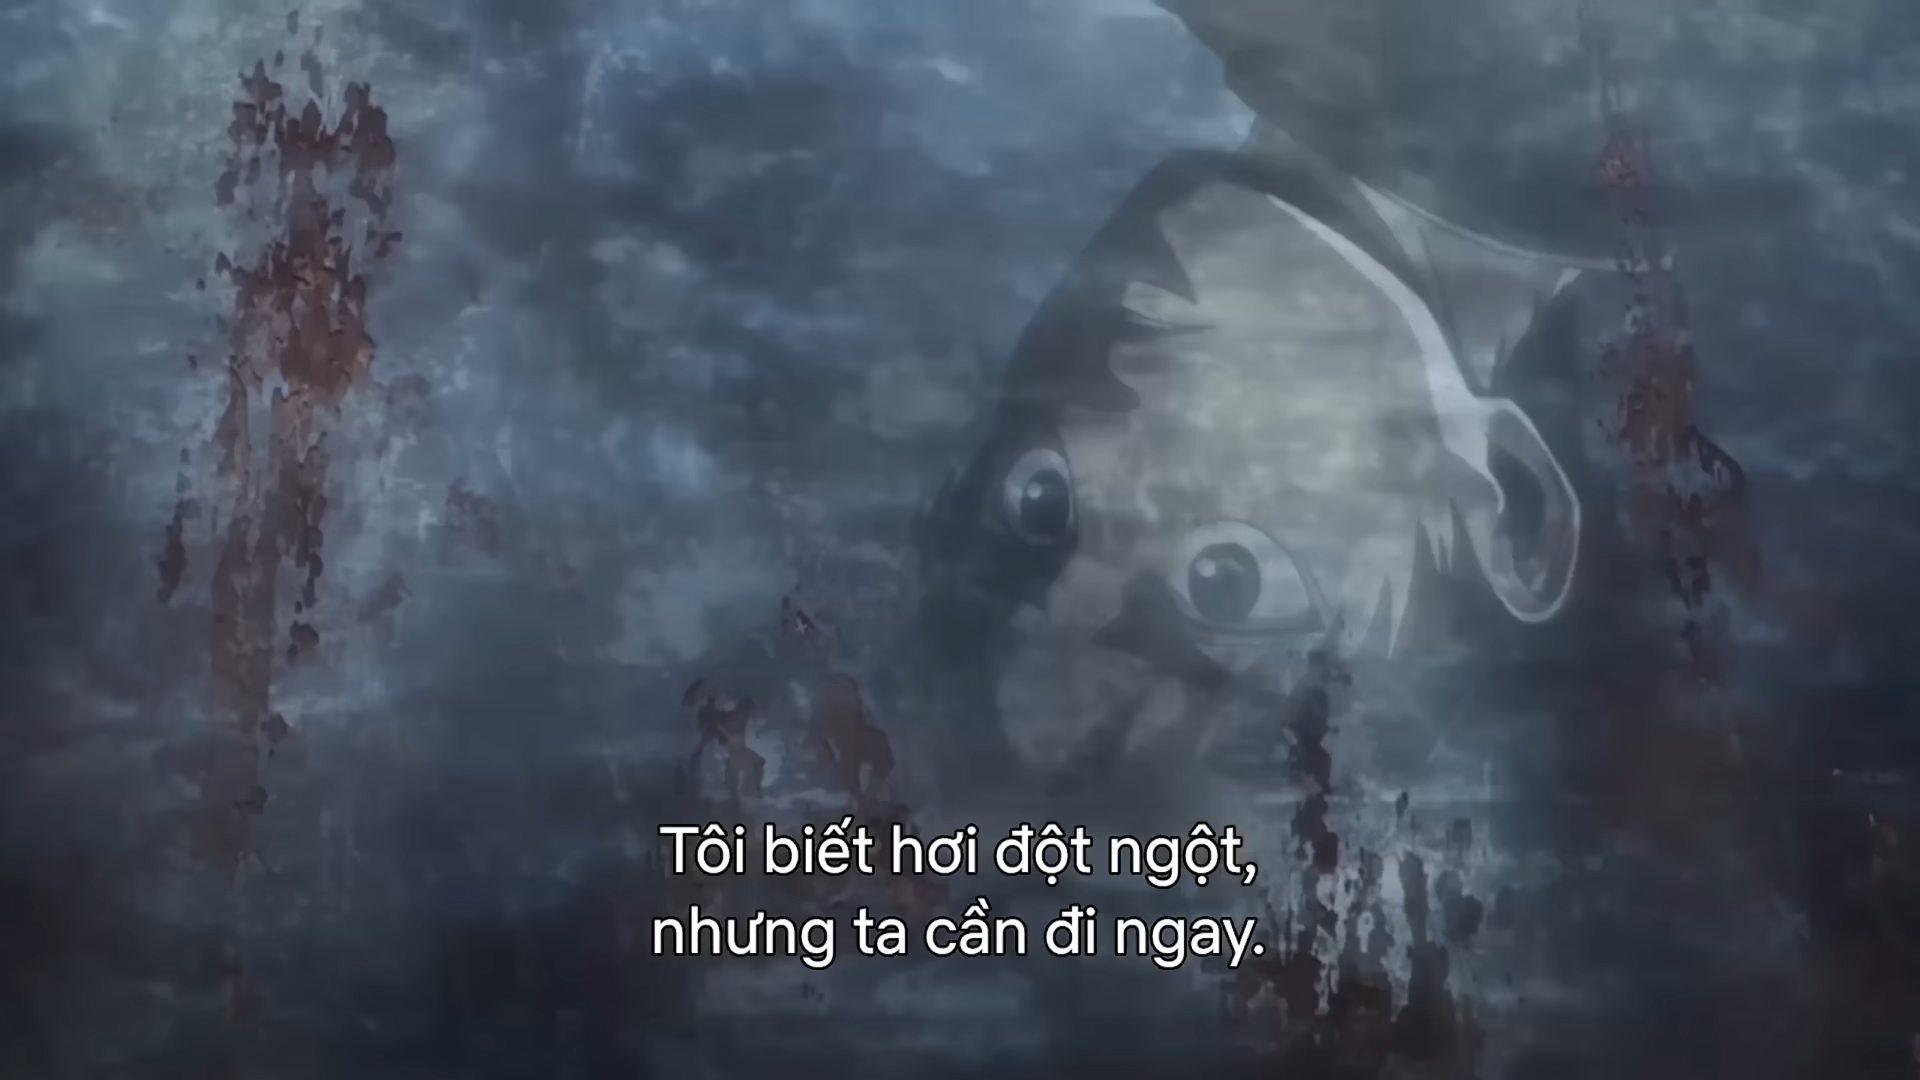 Tôi biết hơi đột ngột,
nhưng ta cần đi ngay.